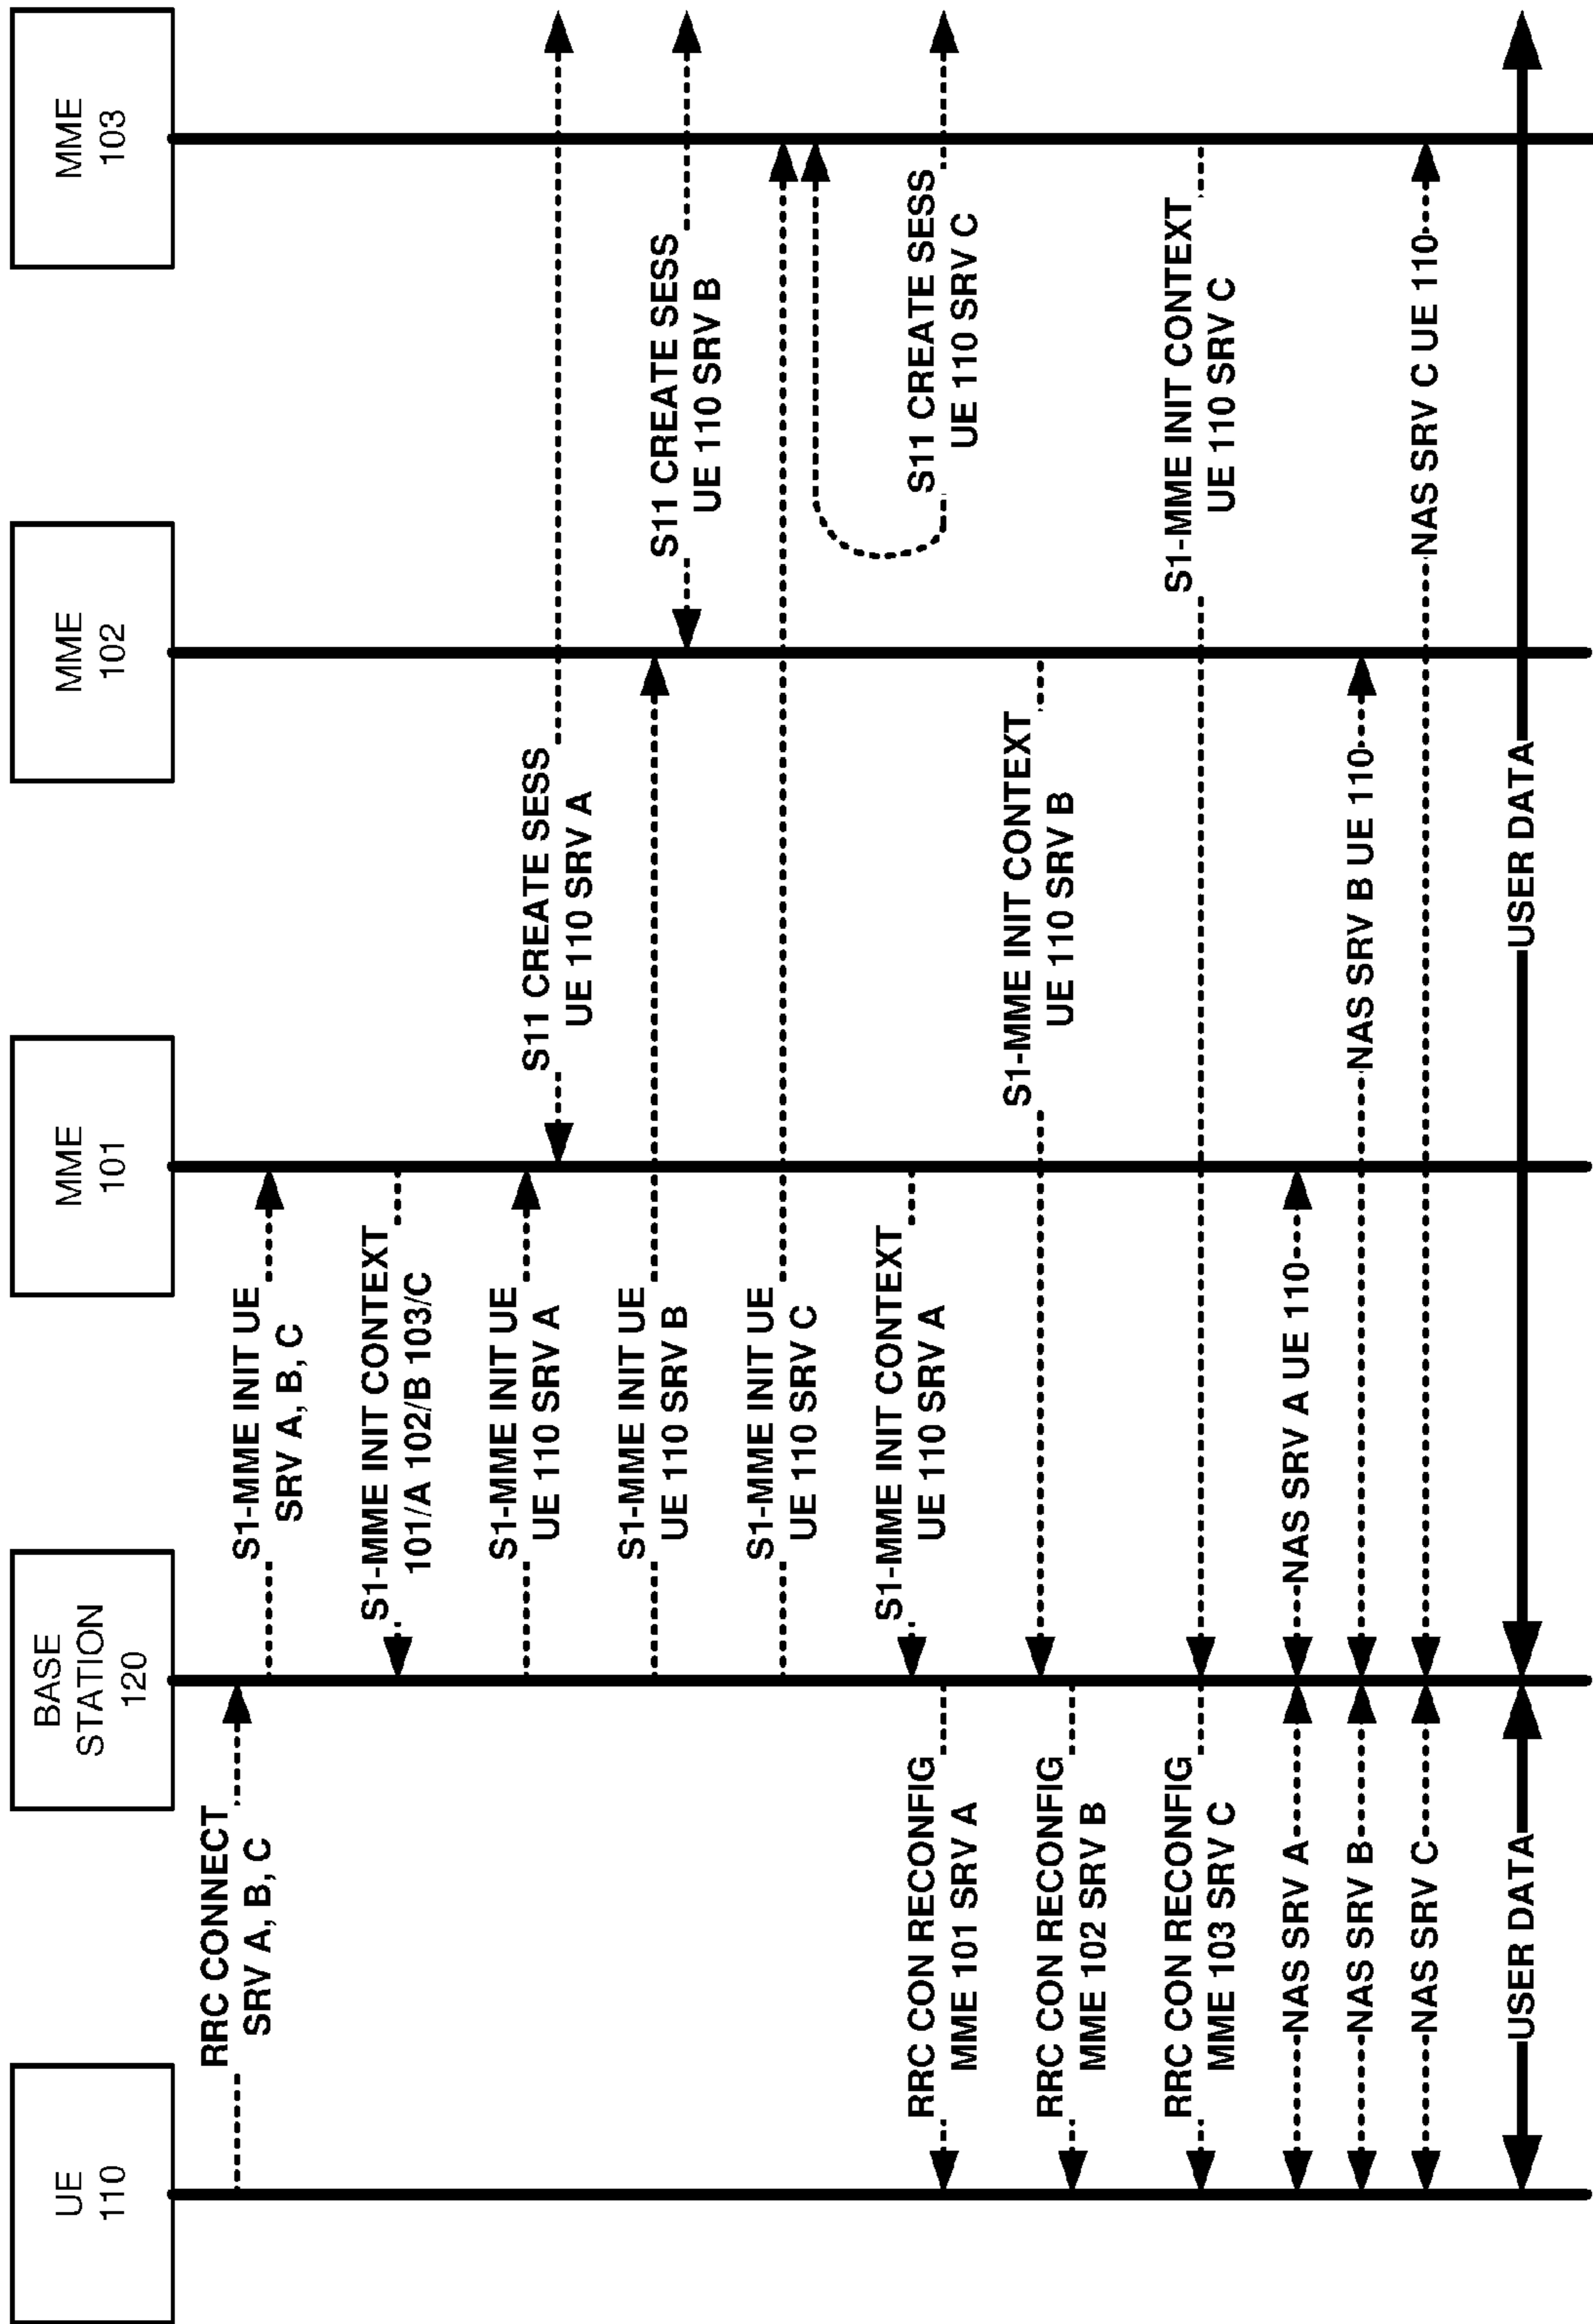 UE
110
BASE
STATION
120
MME
101
MME
102
MME
103
RRC CONNECT
SRV A, B, C
S1-MME INIT UE
SRV A, B, C
S1-MME INIT CONTEXT
101/A 102/B 103/C
S1-MME INIT UE
UE 110 SRV A
S11 CREATE SESS
UE 110 SRV A
S1-MME INIT UE
UE 110 SRV B
S11 CREATE SESS
UE 110 SRV B
S1-MME INIT UE
UE 110 SRV C
S11 CREATE SESS
UE 110 SRV C
S1-MME INIT CONTEXT
UE 110 SRV A
RRC CON RECONFIG
MME 101 SRV A
S1-MME INIT CONTEXT
UE 110 SRV B
RRC CON RECONFIG
MME 102 SRV B
S1-MME INIT CONTEXT
UE 110 SRV C
RRC CON RECONFIG
MME 103 SRV C
NAS SRV A
NAS SRV A UE 110
NAS SRV B
NAS SRV B UE 110
NAS SRV C
NAS SRV C UE 110
USER DATA
USER DATA